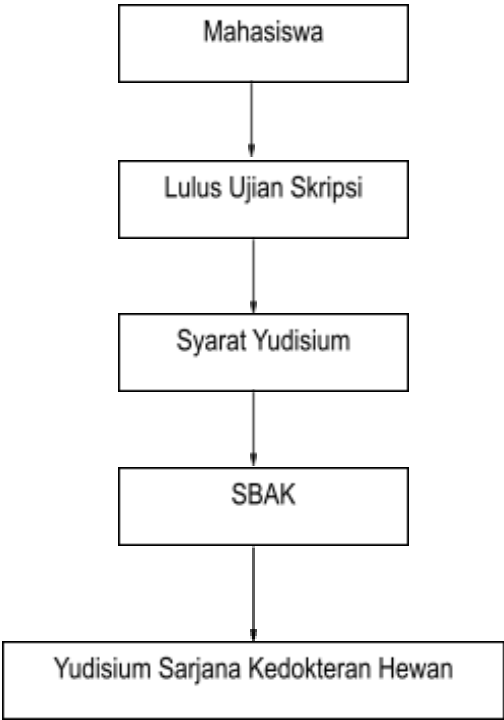 Mahasiswa
Lulus Ujian Skripsi
Syarat Yudisium
SBAK
Yudisium Sarjana Kedokteran Hewan